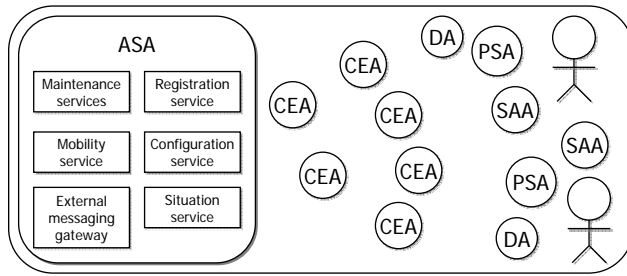 ASA
Maintenance
services
Registration
service
Mobility
service
Configuration
service
External
messaging
gateway
Situation
service
DA
PSA
CEA
CEA
SAA
CEA
SAA
CEA
CEA
PSA
CEA
DA